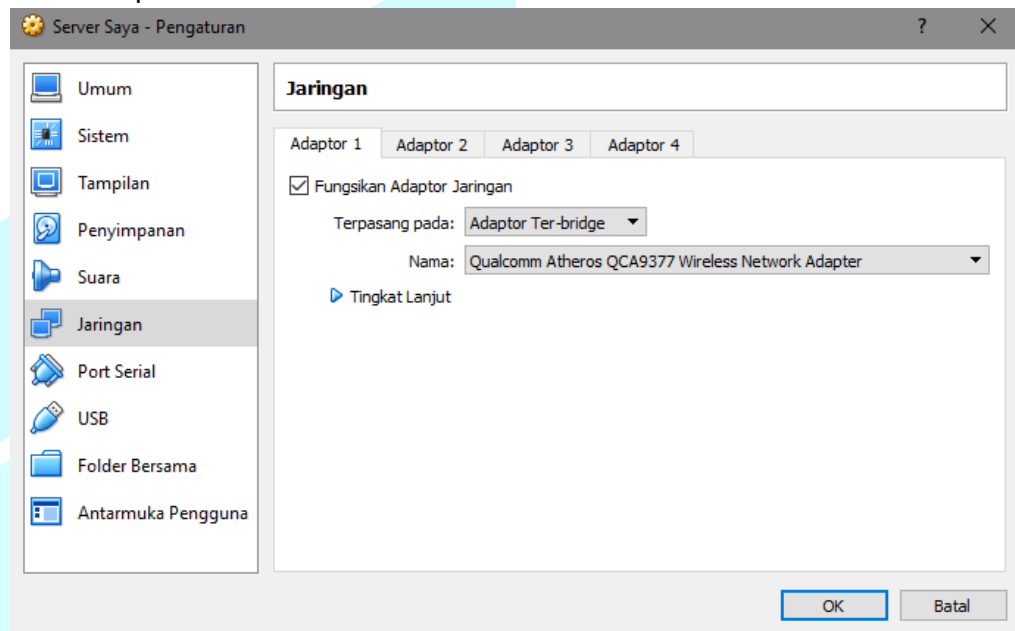 Server Saya - Pengaturan
?
Umum
Sistem
Tampilan
Penyimpanan
Suara
Jaringan
Port Serial
USB
Folder Bersama
Antarmuka Pengguna
Jaringan
Adaptor 1 Adaptor 2 Adaptor 3 Adaptor 4
Fungsikan Adaptor Jaringan
Terpasang pada: Adaptor Ter-bridge
Nama: Qualcomm Atheros QCA9377 Wireless Network Adapter
Tingkat Lanjut
OK Batal